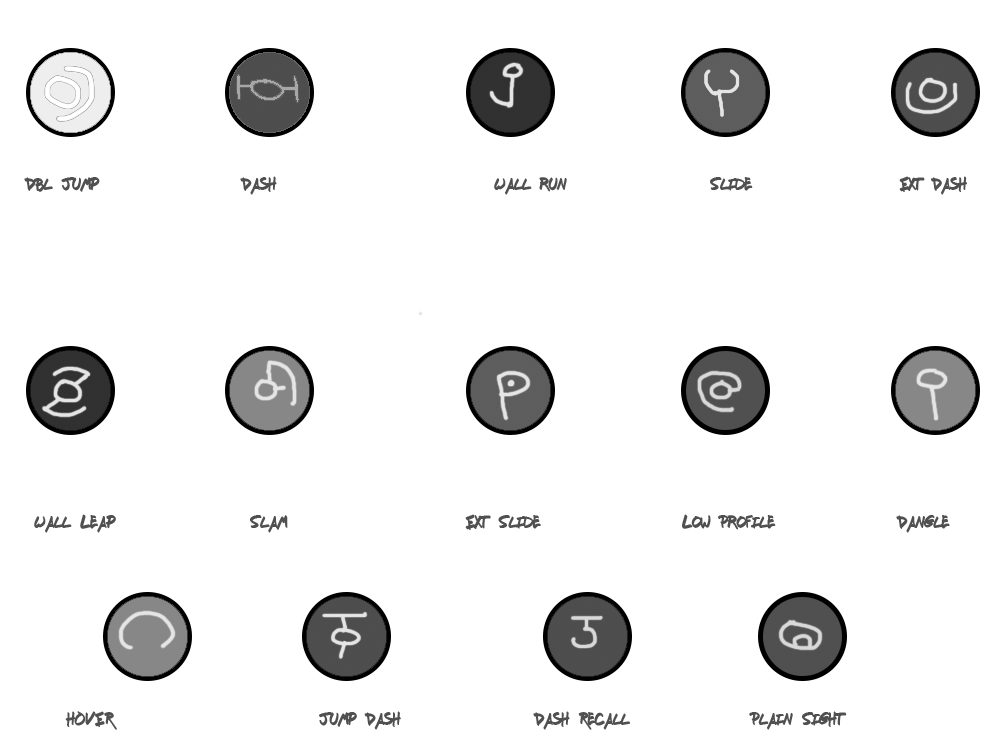 DBL JUMP DASH WALL RUN SLIDE EXT DASH
WALL LEAP SLAM EXT SLIDE LOW PROFILE DANGLE
HOVER JUMP DASH DASH RECALL PLAIN SIGHT